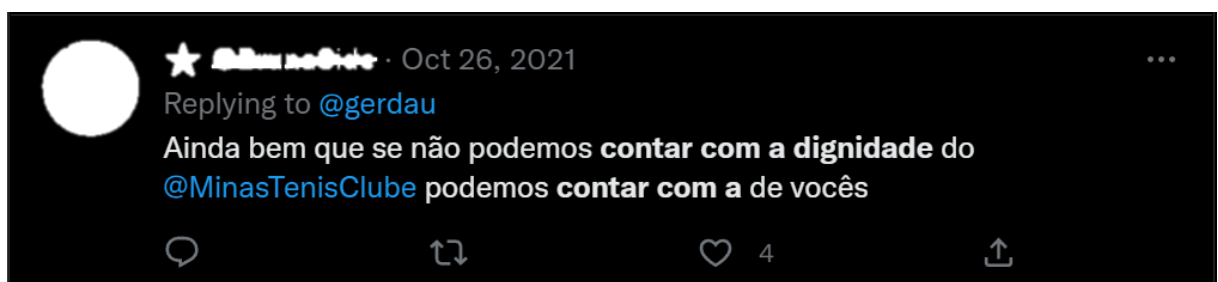 · Oct 26, 2021
Replying to @gerdau
Ainda bem que se não podemos contar com a dignidade do
@MinasTenisClube podemos contar com a de vocês
4